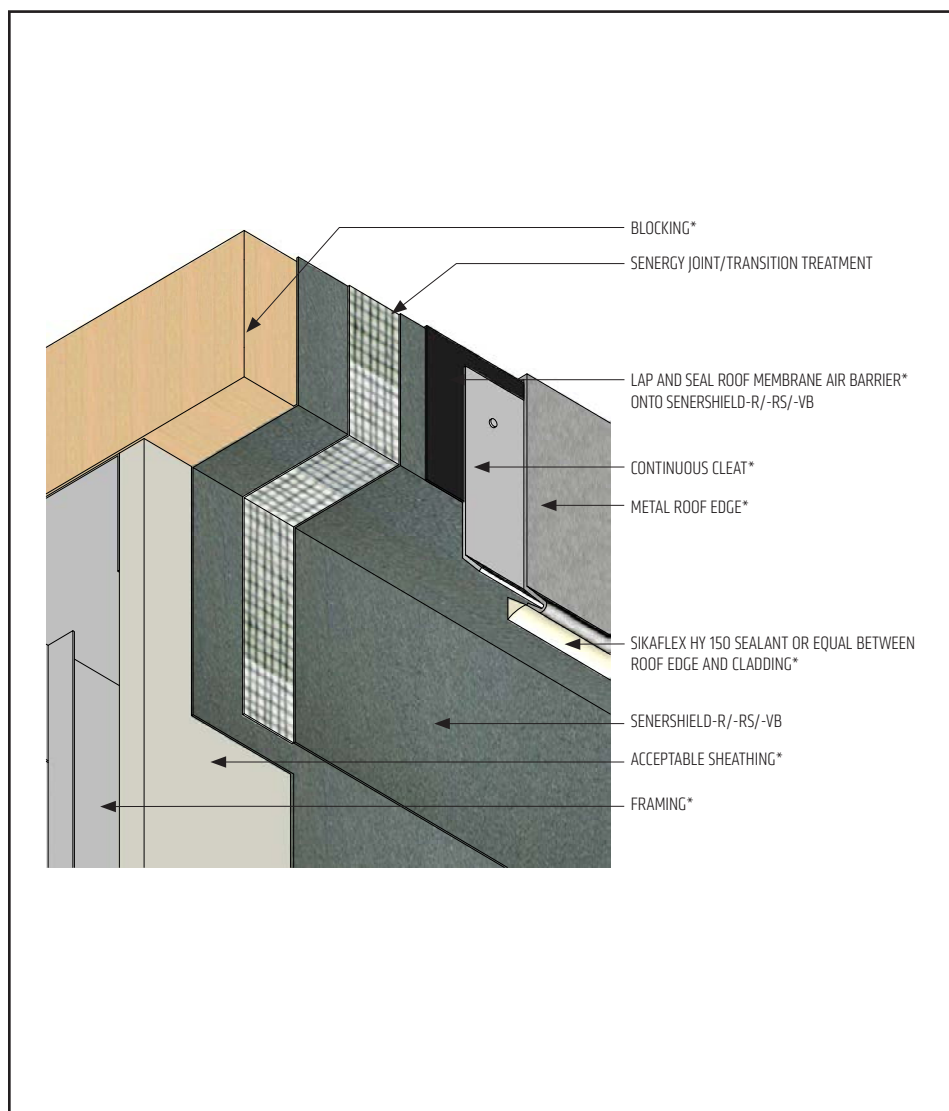 BLOCKING*
SENERGY JOINT/TRANSITION TREATMENT
LAP AND SEAL ROOF MEMBRANE AIR BARRIER*
ONTO SENERSHIELD-R/-RS/-VB
CONTINUOUS CLEAT*
METAL ROOF EDGE*
SIKAFLEX HY 150 SEALANT OR EQUAL BETWEEN
ROOF EDGE AND CLADDING*
SENERSHIELD-R/-RS/-VB
ACCEPTABLE SHEATHING*
FRAMING*